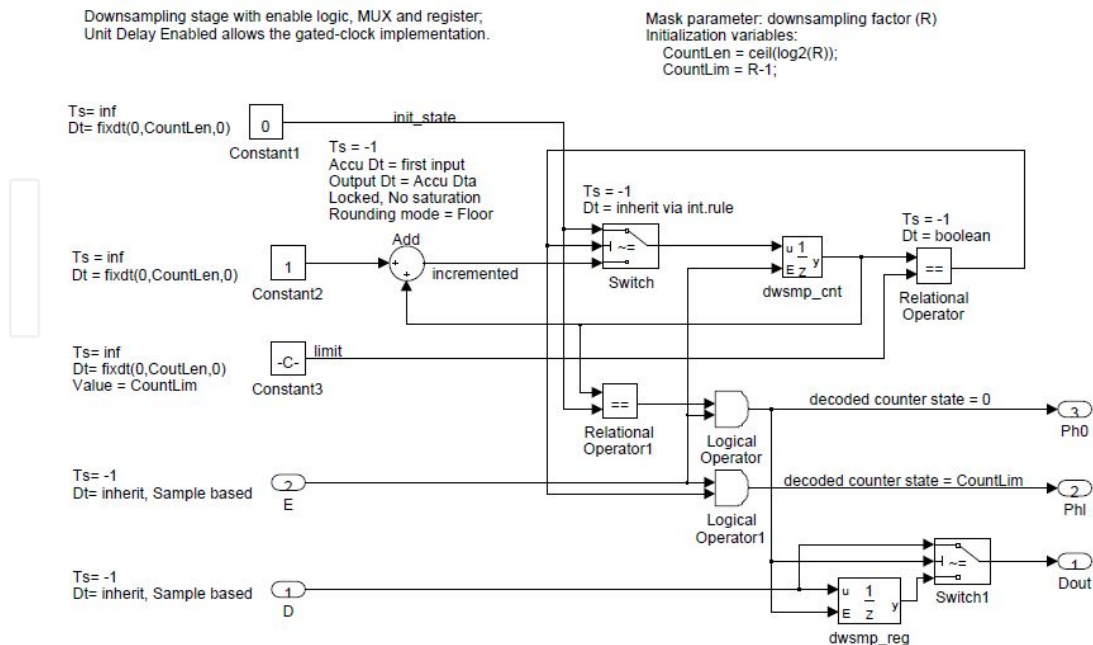 Downsampling stage with enable logic, MUX and register;
Unit Delay Enabled allows the gated-clock implementation.
Mask parameter: downsampling factor (R)
Initialization variables:
CountLen = ceil(log2(R));
CountLim = R-1;
Ts= inf
Dt= fixdt(0,CountLen,0)
0
Constant1
init_state
Ts = -1
Accu Dt = first input
Output Dt = Accu Dta
Locked, No saturation
Rounding mode = Floor
Add
+
+
incremented
Ts = -1
Dt = inherit via int.rule
~=
Switch
u
E
1
Z
y
dwsmp_cnt
Ts = -1
Dt = boolean
==
Relational
Operator
Ts = inf
Dt = fixdt(0,CountLen,0)
1
Constant2
Ts= inf
Dt= fixdt(0,CoutLen,0)
Value = CountLim
-C-
Constant3
limit
==
Relational
Operator1
Logical
Operator
decoded counter state = 0
3
Ph0
Ts= -1
Dt= inherit, Sample based
2
E
Logical
Operator1
decoded counter state = CountLim
2
Phl
Ts= -1
Dt= inherit, Sample based
1
D
u
E
1
Z
y
dwsmp_reg
~=
Switch1
1
Dout